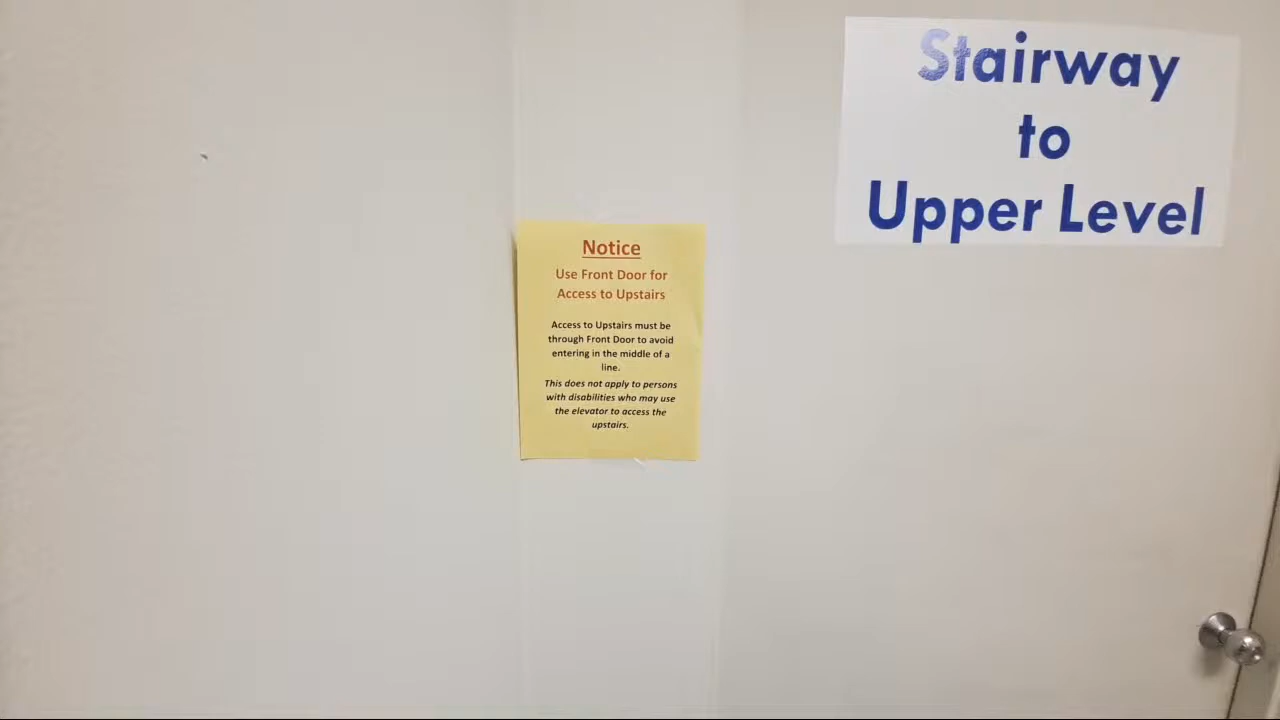 Stairway
to
Upper Level
Notice
Use Front Door for
Access to Upstairs
Access to Upstairs must be
through Front Door to avoid
entering in the middle of a
line.
This does not apply to persons
with disabilities who may use
the elevator to access the
upstairs.